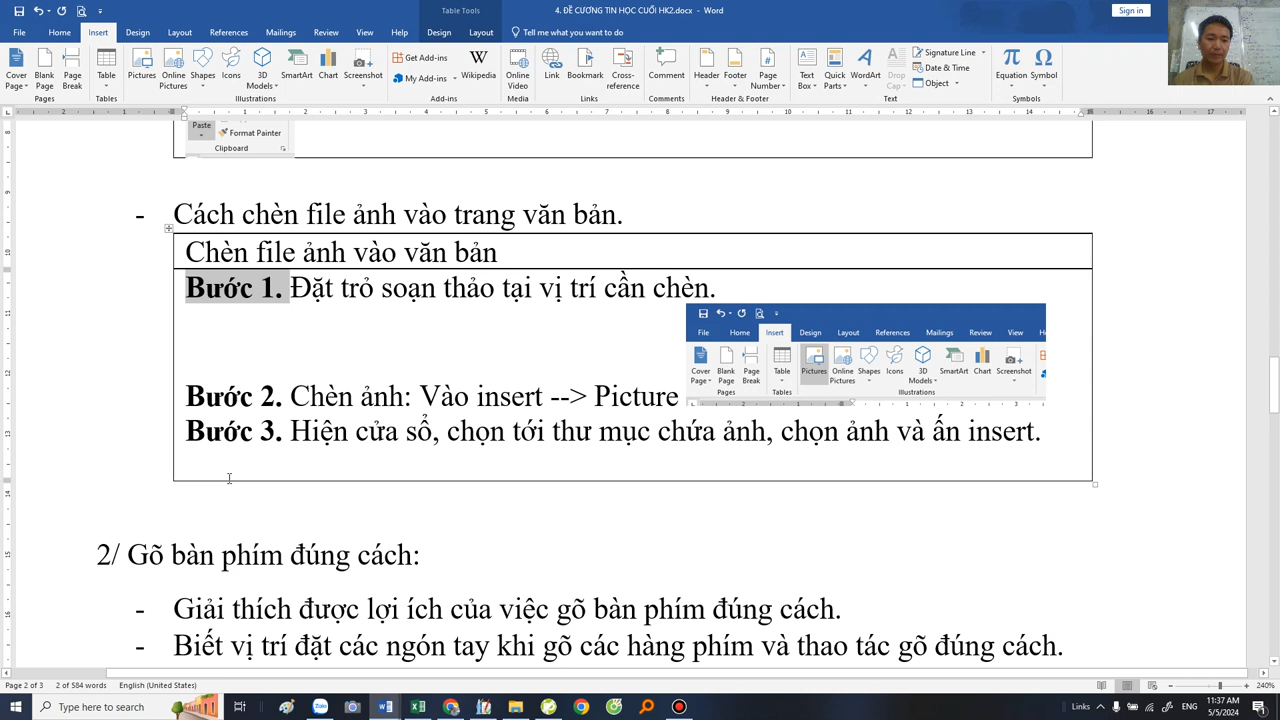 Table Tools
4. ĐỀ CƯƠNG TIN HỌC CUỐI HK2.docx - Word
Sign in
File Home Insert Design Layout References Mailings Review View Help Design Layout Tell me what you want to do
Cover Page Blank Page Page Break
Pages
Table
Tables
Pictures Online Pictures Shapes Icons 3D Models SmartArt Chart Screenshot
Illustrations
Get Add-ins
My Add-ins
Wikipedia
Add-ins
Online Video
Media
Link Bookmark Cross-reference
Links
Comment
Comments
Header Footer Page Number
Header & Footer
Text Box Quick Parts WordArt Drop Cap
Signature Line
Date & Time
Object
Text
Equation Symbol
Symbols
Paste
Format Painter
Clipboard
- Cách chèn file ảnh vào trang văn bản.
Chèn file ảnh vào văn bản
Bước 1. Đặt trỏ soạn thảo tại vị trí cần chèn.
File Home Insert Design Layout References Mailings Review View
Cover Page Blank Page Page Break Table Pictures Online Pictures Shapes Icons 3D Models SmartArt Chart Screenshot
Pages Tables Illustrations
Bước 2. Chèn ảnh: Vào insert --> Picture
Bước 3. Hiện cửa sổ, chọn tới thư mục chứa ảnh, chọn ảnh và ấn insert.
2/ Gõ bàn phím đúng cách:
- Giải thích được lợi ích của việc gõ bàn phím đúng cách.
- Biết vị trí đặt các ngón tay khi gõ các hàng phím và thao tác gõ đúng cách.
Page 2 of 3 2 of 584 words English (United States)
240%
Type here to search
Links
ENG
11:37 AM
5/5/2024